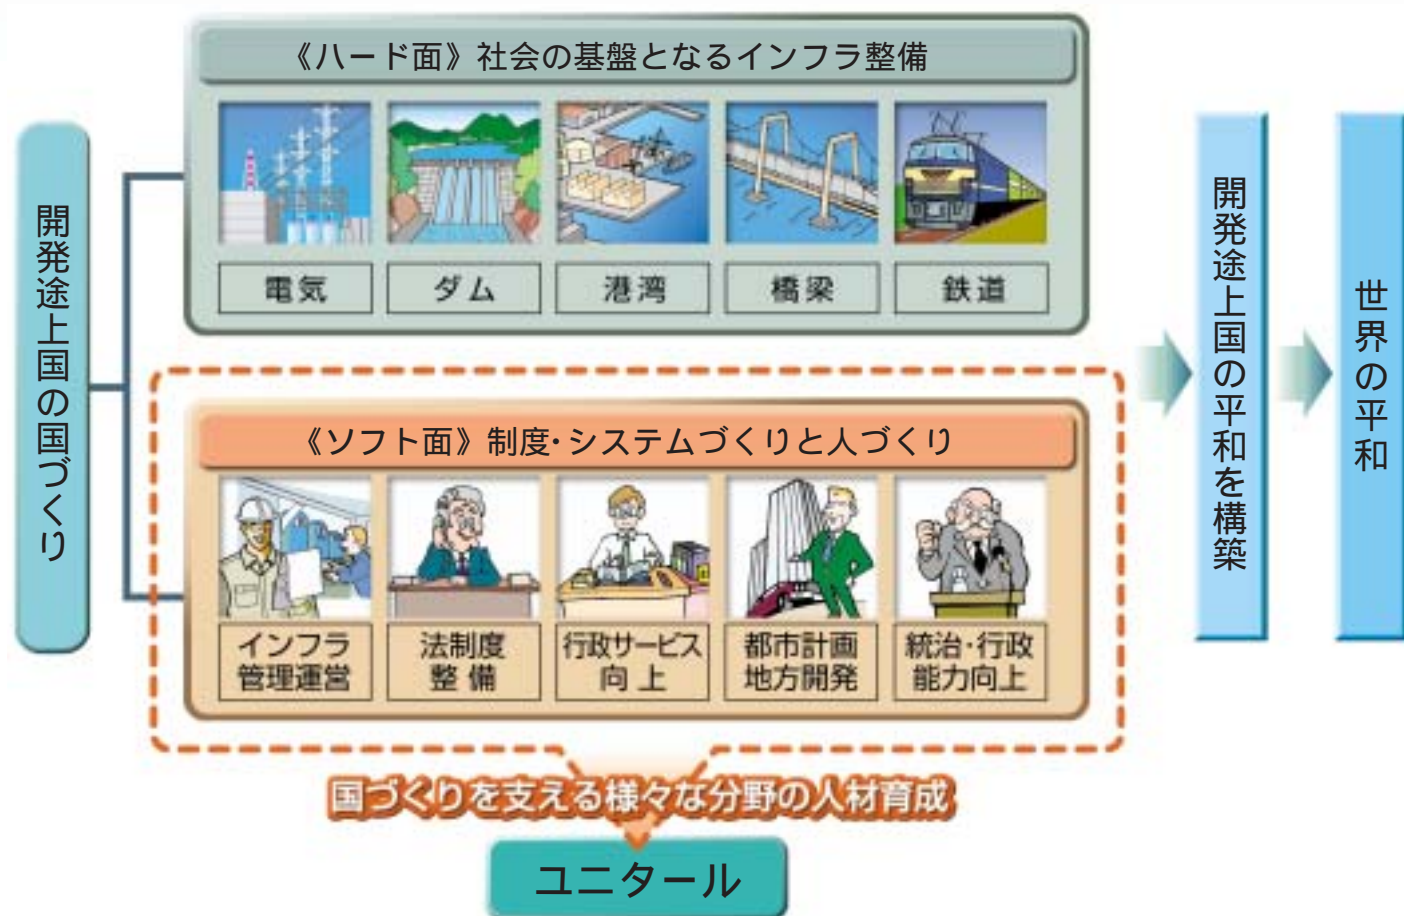 開発途上国の国づくり
《ハード面》社会の基盤となるインフラ整備
電気
ダム
港湾
橋梁
鉄道
《ソフト面》制度・システムづくりと人づくり
インフラ
管理運営
法制度
整備
行政サービス
向上
都市計画
地方開発
統治・行政
能力向上
国づくりを支える様々な分野の人材育成
ユニタール
開発途上国の平和を構築
世界の平和